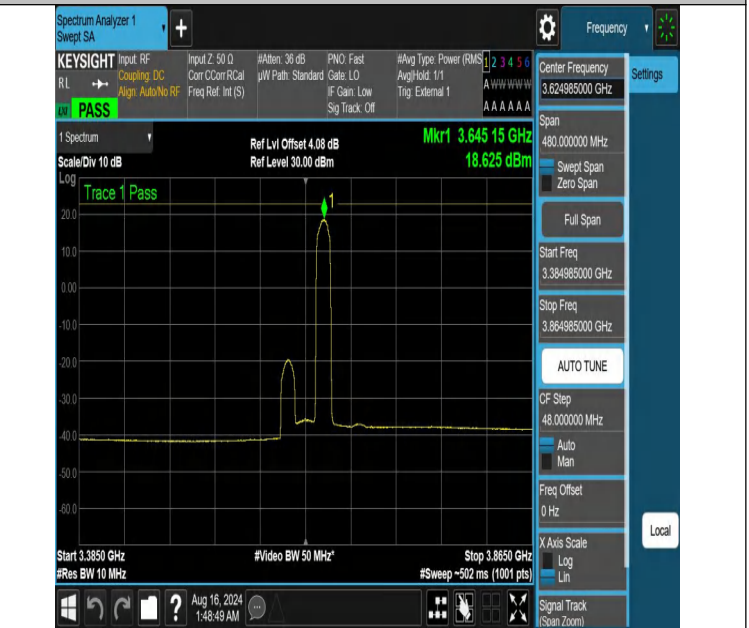 Spectrum Analyzer 1
Swept SA
+
Frequency
KEYSIGHT
RL
LXI
PASS
Input: RF
Coupling: DC
Align: Auto/No RF
Input Z: 50 Ω
Corr CCorr RCal
Freq Ref: Int (S)
#Atten: 36 dB
µW Path: Standard
PNO: Fast
Gate: LO
IF Gain: Low
Sig Track: Off
#Avg Type: Power (RMS
Avg|Hold: 1/1
Trig: External 1
1 2 3 4 5 6
A W W W W W
A A A A A A
1 Spectrum
Scale/Div 10 dB
Log
Ref Lvl Offset 4.08 dB
Ref Level 30.00 dBm
Mkr1 3.645 15 GHz
18.625 dBm
Trace 1 Pass
1
20.0
10.0
0.00
-10.0
-20.0
-30.0
-40.0
-50.0
-60.0
Start 3.3850 GHz
#Res BW 10 MHz
#Video BW 50 MHz*
Stop 3.8650 GHz
#Sweep ~502 ms (1001 pts)
Center Frequency
3.624985000 GHz
Settings
Span
480.000000 MHz
Swept Span
Zero Span
Full Span
Start Freq
3.384985000 GHz
Stop Freq
3.864985000 GHz
AUTO TUNE
CF Step
48.000000 MHz
Auto
Man
Freq Offset
0 Hz
Local
X Axis Scale
Log
Lin
Signal Track
(Span Zoom)
?
Aug 16, 2024
1:48:49 AM